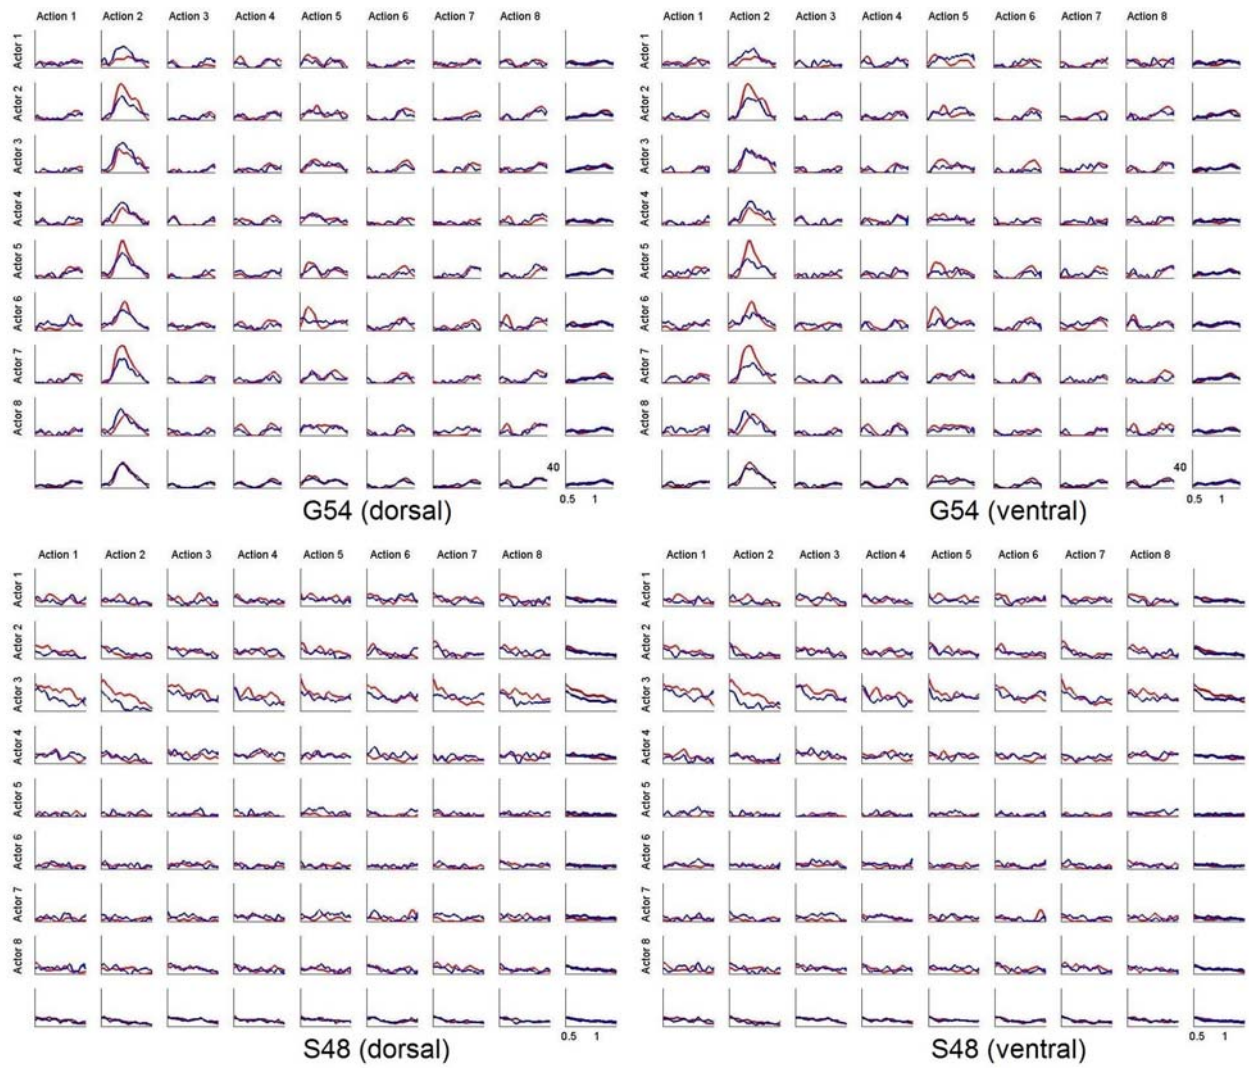 Action 1 Action 2 Action 3 Action 4 Action 5 Action 6 Action 7 Action 8
Actor 1
Actor 2
Actor 3
Actor 4
Actor 5
Actor 6
Actor 7
Actor 8
40
0.5 1
G54 (dorsal)
Action 1 Action 2 Action 3 Action 4 Action 5 Action 6 Action 7 Action 8
Actor 1
Actor 2
Actor 3
Actor 4
Actor 5
Actor 6
Actor 7
Actor 8
40
0.5 1
G54 (ventral)
Action 1 Action 2 Action 3 Action 4 Action 5 Action 6 Action 7 Action 8
Actor 1
Actor 2
Actor 3
Actor 4
Actor 5
Actor 6
Actor 7
Actor 8
0.5 1
S48 (dorsal)
Action 1 Action 2 Action 3 Action 4 Action 5 Action 6 Action 7 Action 8
Actor 1
Actor 2
Actor 3
Actor 4
Actor 5
Actor 6
Actor 7
Actor 8
0.5 1
S48 (ventral)